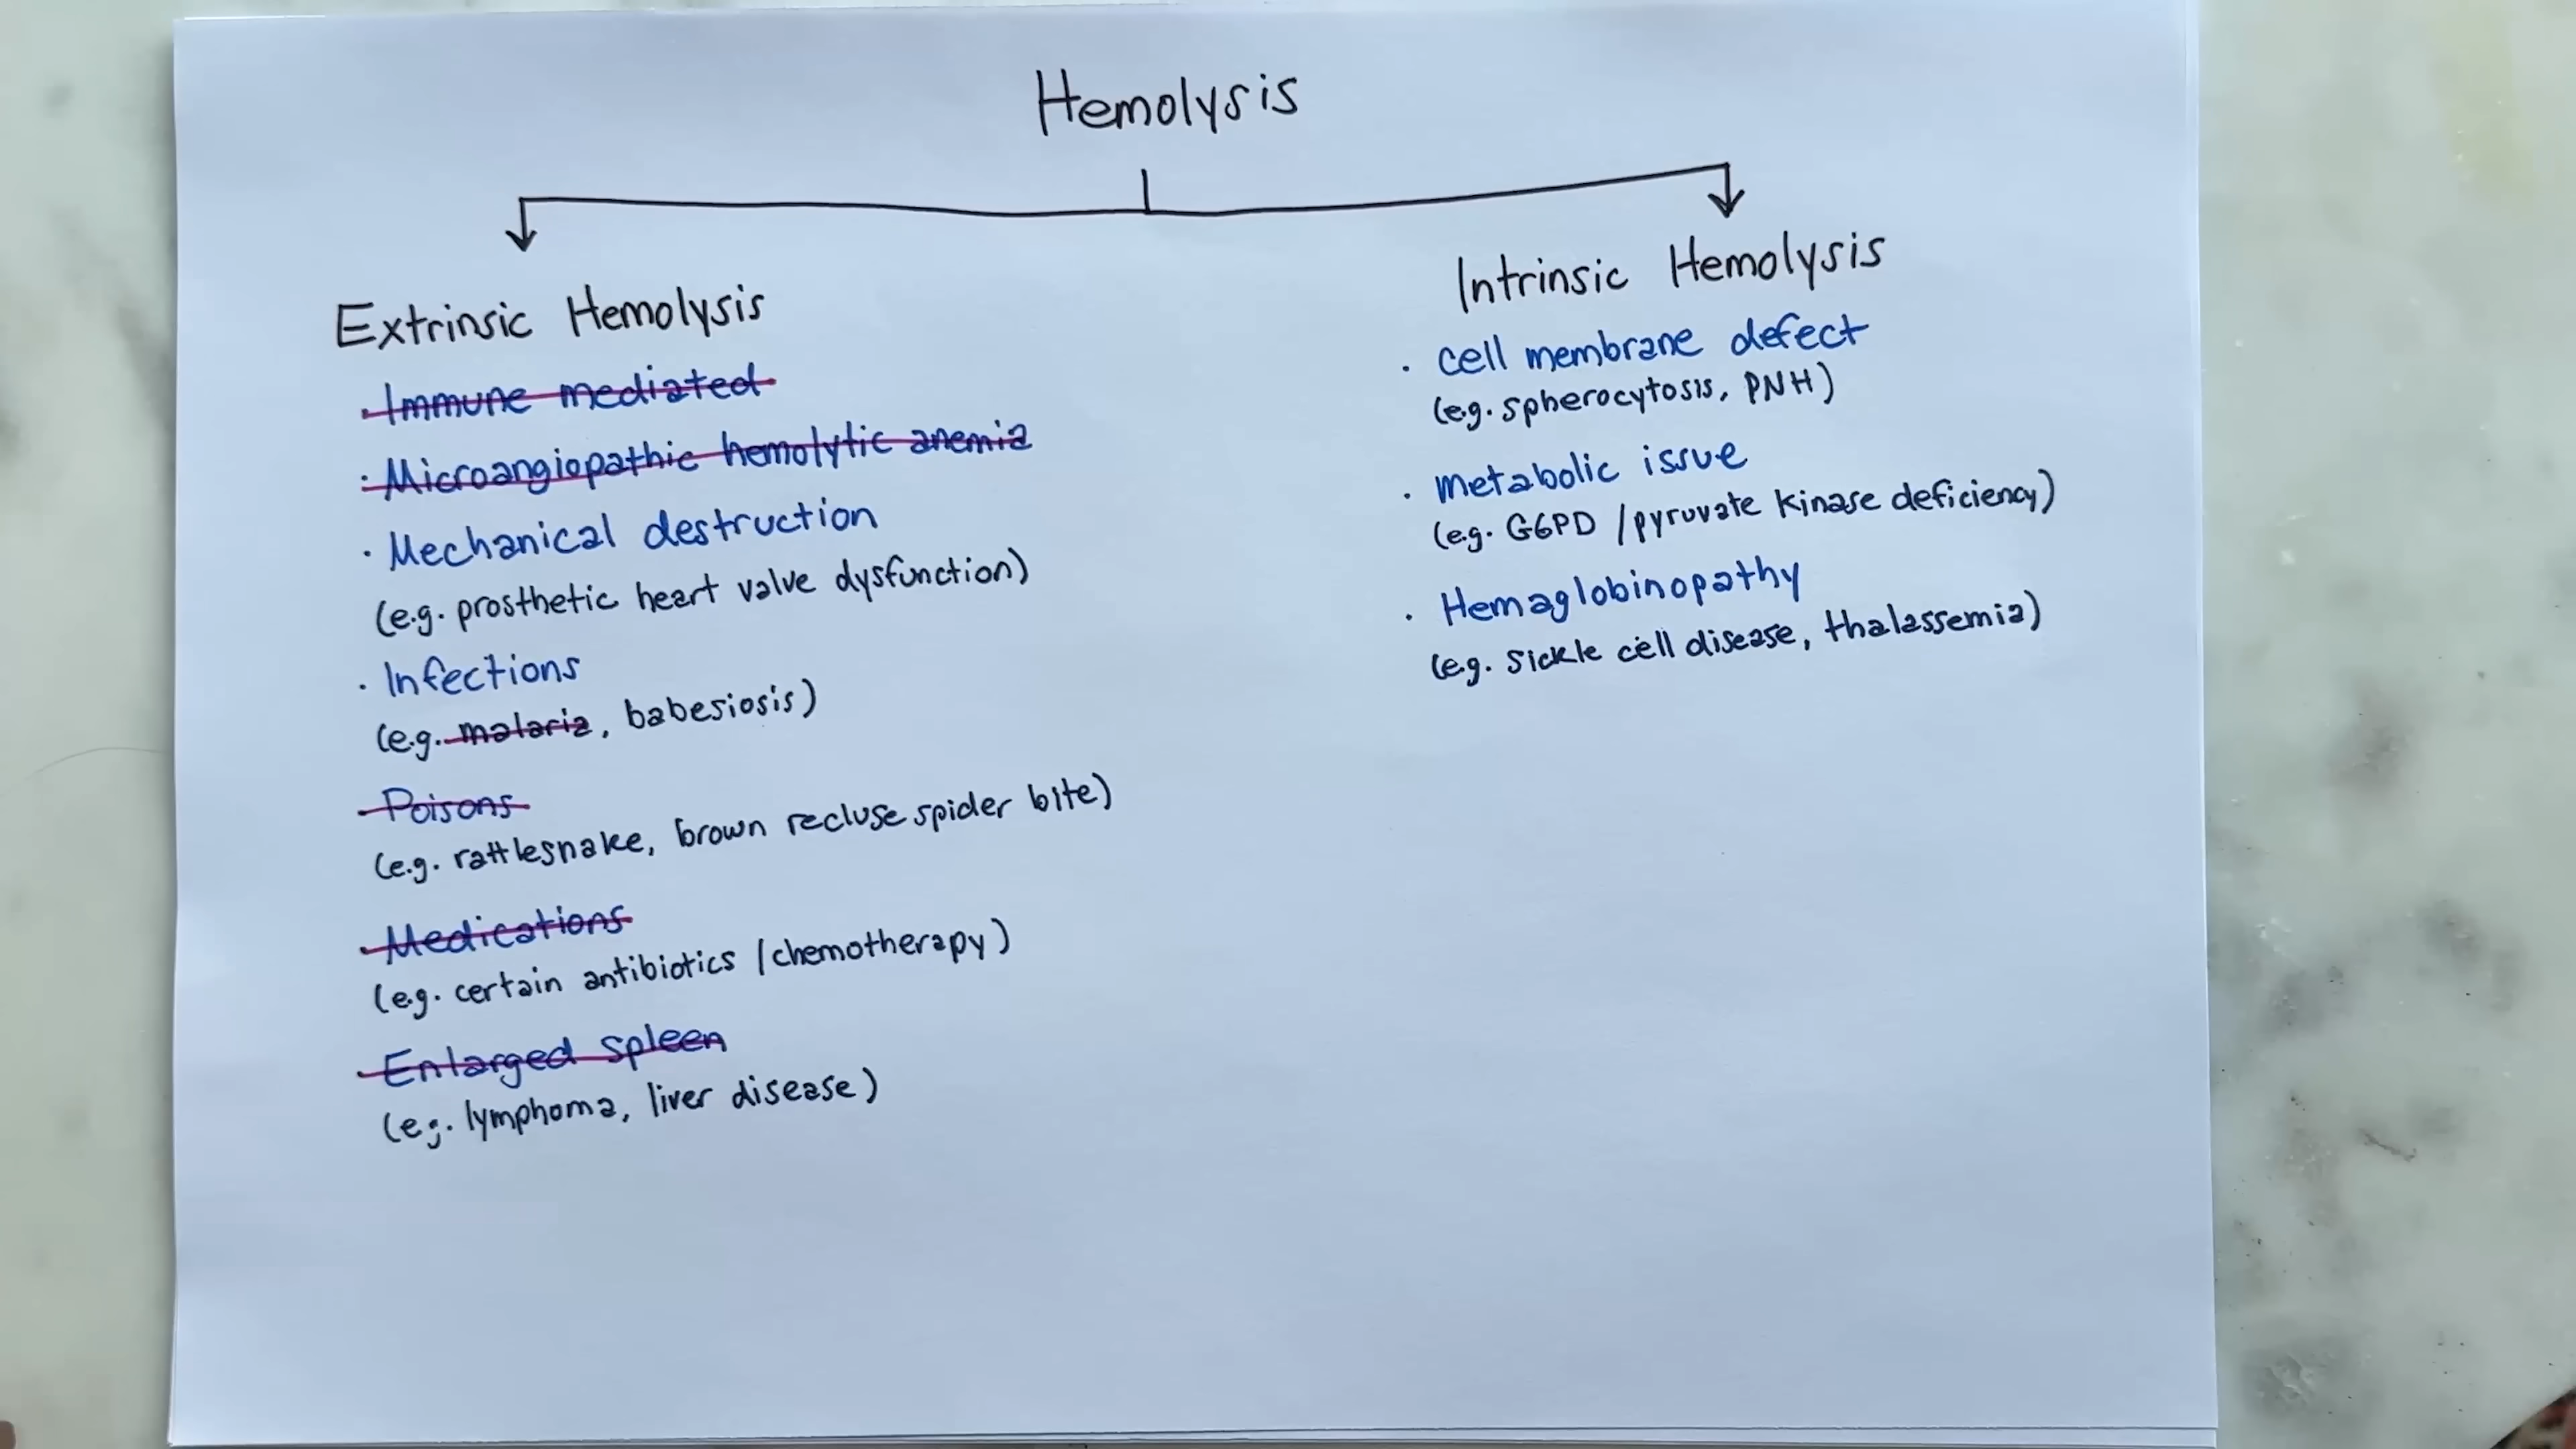 Hemolysis
Extrinsic Hemolysis
· Immune mediated
· Microangiopathic hemolytic anemia
· Mechanical destruction
(e.g. prosthetic heart valve dysfunction)
· Infections
(e.g. malaria, babesiosis)
· Poisons
(e.g. rattlesnake, brown recluse spider bite)
· Medications
(e.g. certain antibiotics / chemotherapy)
· Enlarged spleen
(e.g. lymphoma, liver disease)
Intrinsic Hemolysis
· cell membrane defect
(e.g. spherocytosis, PNH)
· metabolic issue
(e.g. G6PD / pyruvate kinase deficiency)
· Hemaglobinopathy
(e.g. sickle cell disease, thalassemia)